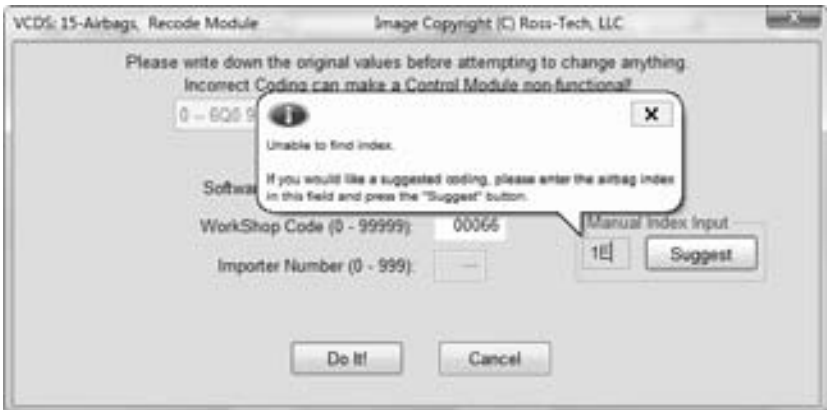 VCDS: 15-Airbags, Recode Module
Image Copyright (C) Ross-Tech, LLC
Please write down the original values before attempting to change anything.
Incorrect Coding can make a Control Module non-functional!
0 -- 6Q0 9
Unable to find index.
If you would like a suggested coding, please enter the airbag index
in this field and press the "Suggest" button.
Softwar
WorkShop Code (0 - 99999): 00066
Manual Index Input
1E
Suggest
Importer Number (0 - 999): ---
Do It!
Cancel